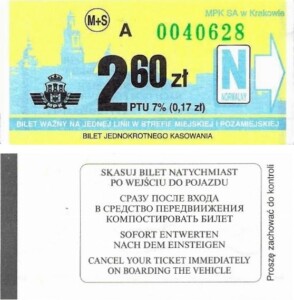 MPK SA w Krakowie
M+S A 0040628
2,60 zł
N
NORMALNY
PTU 7% (0,17 zł)
BILET WAŻNY NA JEDNEJ LINII W STREFIE MIEJSKIEJ I POZAMIEJSKIEJ
BILET JEDNOKROTNEGO KASOWANIA
SKASUJ BILET NATYCHMIAST
PO WEJŚCIU DO POJAZDU
СРАЗУ ПОСЛЕ ВХОДА
В СРЕДСТВО ПЕРЕДВИЖЕНИЯ
КОМПОСТИРОВАТЬ БИЛЕТ
SOFORT ENTWERTEN
NACH DEM EINSTEIGEN
CANCEL YOUR TICKET IMMEDIATELY
ON BOARDING THE VEHICLE
Proszę zachować do kontroli